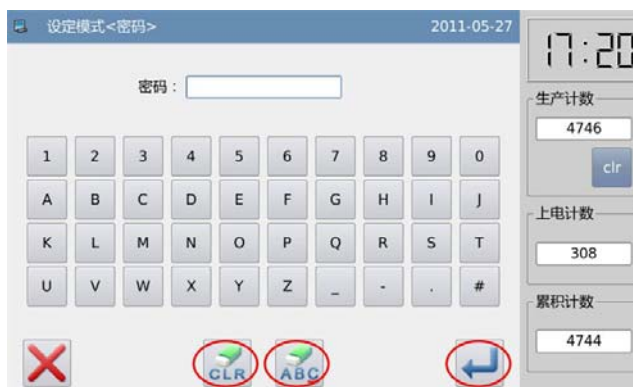 设定模式<密码> 2011-05-27
17:20
密码：
生产计数
4746
clr
1 2 3 4 5 6 7 8 9 0
A B C D E F G H I J
上电计数
K L M N O P Q R S T
308
U V W X Y Z _ - . #
累积计数
4744
CLR ABC